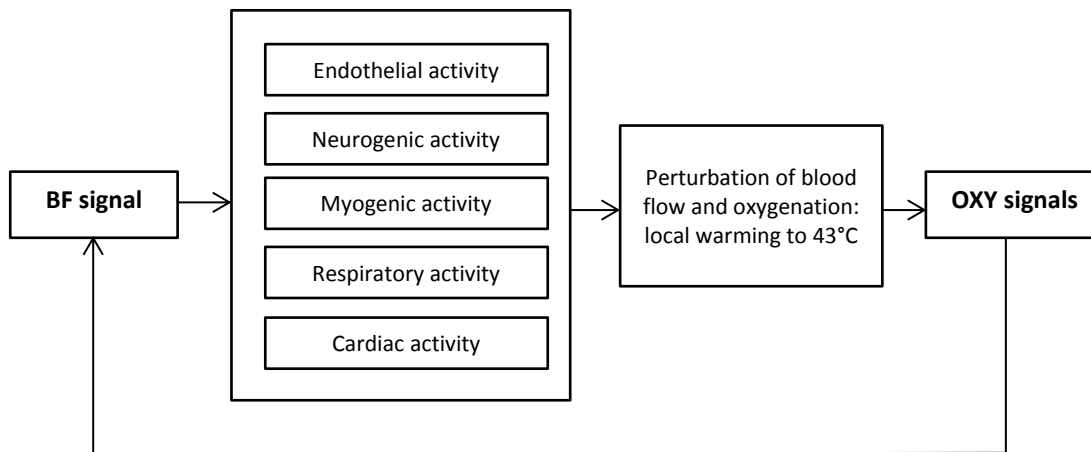 BF signal
Endothelial activity
Neurogenic activity
Myogenic activity
Respiratory activity
Cardiac activity
Perturbation of blood
flow and oxygenation:
local warming to 43°C
OXY signals